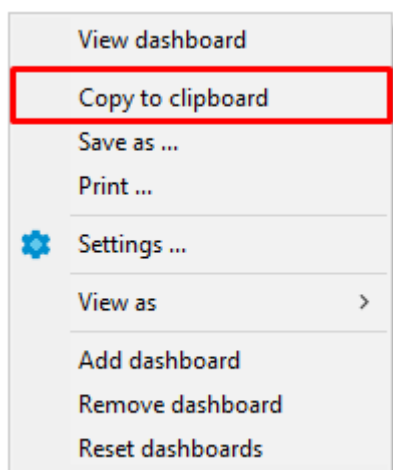 View dashboard
Copy to clipboard
Save as ...
Print ...
Settings ...
View as
Add dashboard
Remove dashboard
Reset dashboards